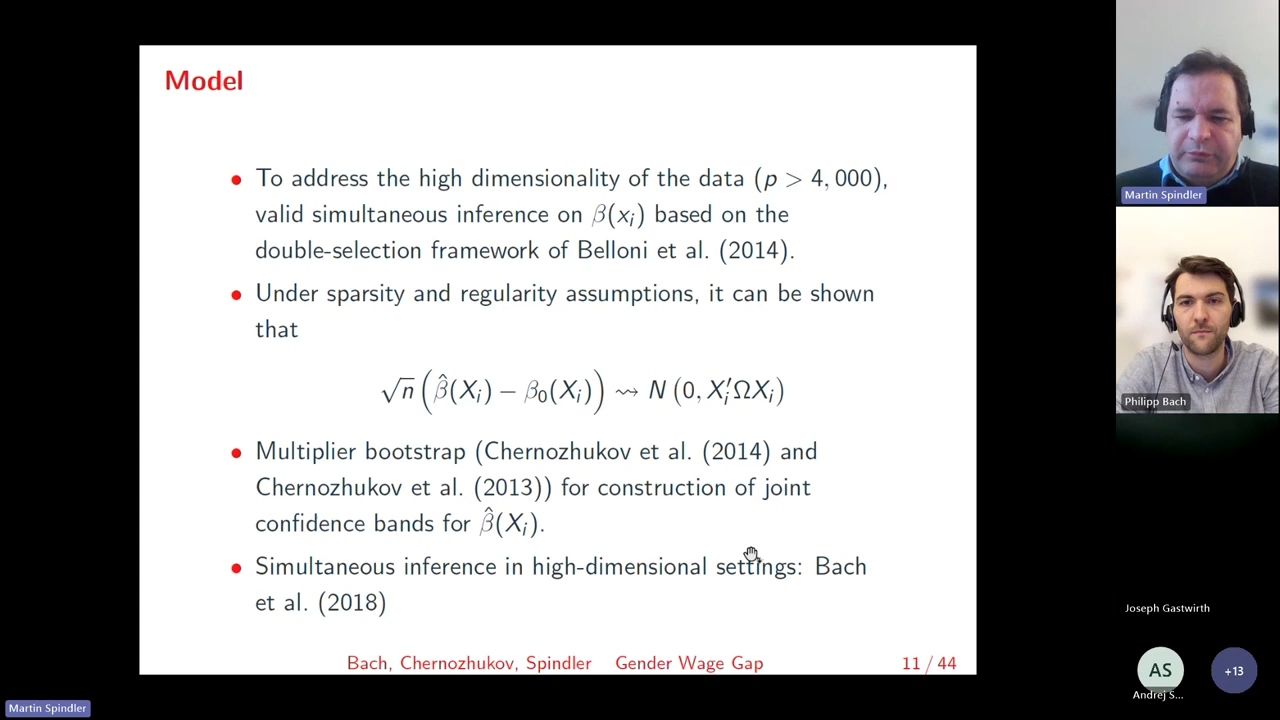 Model
• To address the high dimensionality of the data (p > 4, 000),
valid simultaneous inference on β(xᵢ) based on the
double-selection framework of Belloni et al. (2014).
• Under sparsity and regularity assumptions, it can be shown
that
√n (β̂(Xᵢ) − β₀(Xᵢ)) ⇝ N (0, Xᵢ′ΩXᵢ)
• Multiplier bootstrap (Chernozhukov et al. (2014) and
Chernozhukov et al. (2013)) for construction of joint
confidence bands for β̂(Xᵢ).
• Simultaneous inference in high-dimensional settings: Bach
et al. (2018)
Bach, Chernozhukov, Spindler Gender Wage Gap 11 / 44
Martin Spindler
Philipp Bach
Joseph Gastwirth
AS
+13
Andrej S...
Martin Spindler